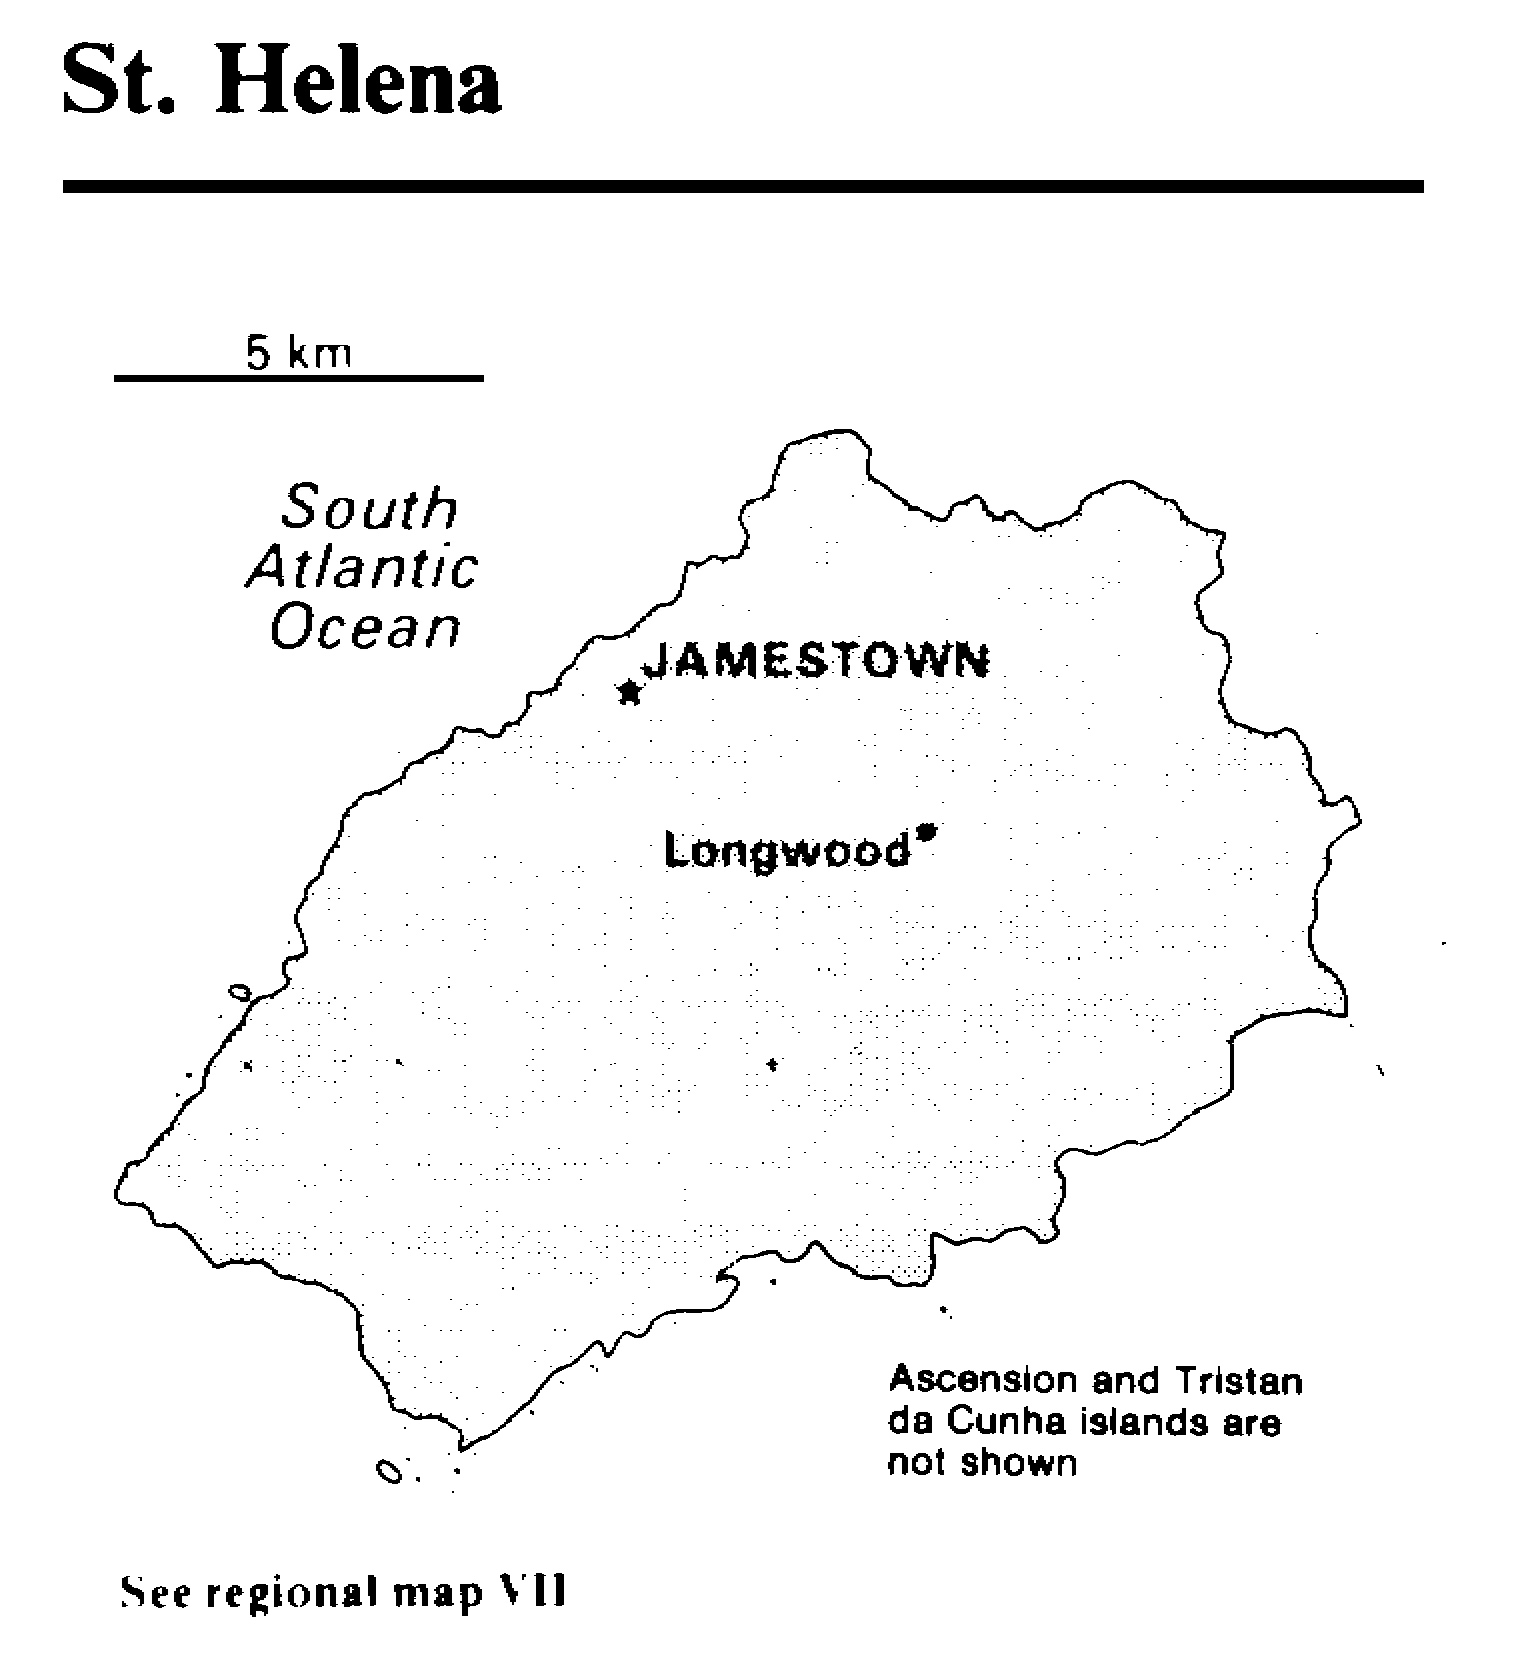 St. Helena
5 km
South
Atlantic
Ocean
JAMESTOWN
Longwood
Ascension and Tristan
da Cunha islands are
not shown
See regional map VII